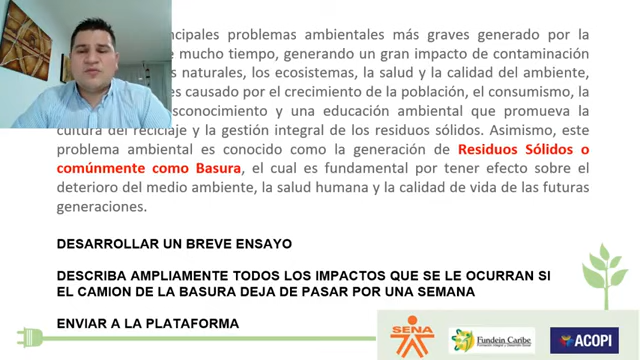 ncipales problemas ambientales más graves generado por la
e mucho tiempo, generando un gran impacto de contaminación
s naturales, los ecosistemas, la salud y la calidad del ambiente,
es causado por el crecimiento de la población, el consumismo, la
sconocimiento y una educación ambiental que promueva la
cultura del reciclaje y la gestión integral de los residuos sólidos. Asimismo, este
problema ambiental es conocido como la generación de Residuos Sólidos o
comúnmente como Basura, el cual es fundamental por tener efecto sobre el
deterioro del medio ambiente, la salud humana y la calidad de vida de las futuras
generaciones.
DESARROLLAR UN BREVE ENSAYO
DESCRIBA AMPLIAMENTE TODOS LOS IMPACTOS QUE SE LE OCURRAN SI
EL CAMION DE LA BASURA DEJA DE PASAR POR UNA SEMANA
ENVIAR A LA PLATAFORMA
SENA
Fundein Caribe
ACOPI